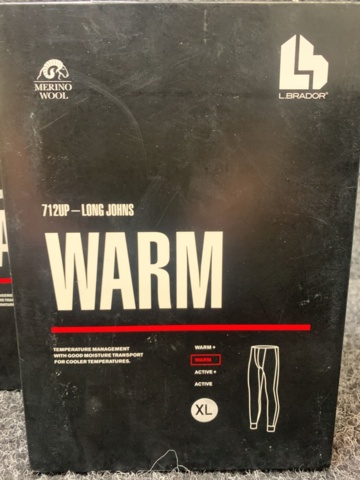 MERINO
WOOL
L.BRADOR®
712UP – LONG JOHNS
WARM
TEMPERATURE MANAGEMENT
WITH GOOD MOISTURE TRANSPORT
FOR COOLER TEMPERATURES.
WARM +
WARM
ACTIVE +
ACTIVE
XL